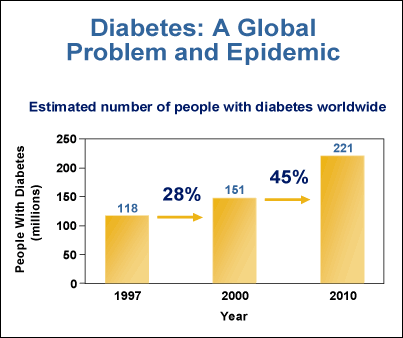 Diabetes: A Global
Problem and Epidemic
Estimated number of people with diabetes worldwide
People With Diabetes
(millions)
250
200
150
100
50
0
118
28%
151
45%
221
1997
2000
2010
Year